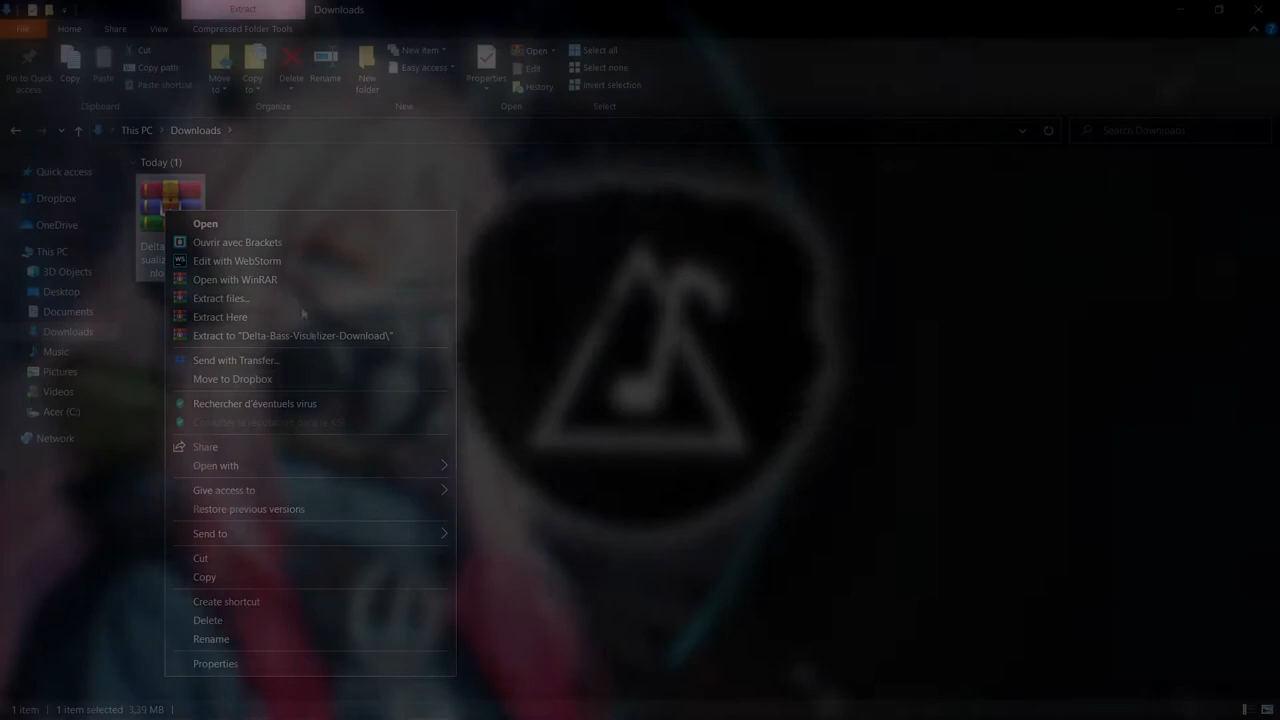 Extract
Downloads
File
Home
Share
View
Compressed Folder Tools
Pin to Quick
access
Copy
Paste
Cut
Copy path
Paste shortcut
Move
to
Copy
to
Delete
Rename
New
folder
New item
Easy access
Properties
Open
Edit
History
Select all
Select none
Invert selection
Clipboard
Organize
New
Open
Select
This PC
Downloads
Search Downloads
Quick access
Dropbox
OneDrive
This PC
3D Objects
Desktop
Documents
Downloads
Music
Pictures
Videos
Acer (C:)
Network
Today (1)
Delta-
Open
Ouvrir avec Brackets
Edit with WebStorm
Open with WinRAR
Extract files...
Extract Here
Extract to "Delta-Bass-Visualizer-Download\"
Send with Transfer...
Move to Dropbox
Rechercher d'éventuels virus
Share
Open with
Give access to
Restore previous versions
Send to
Cut
Copy
Create shortcut
Delete
Rename
Properties
1 item
1 item selected 3,39 MB